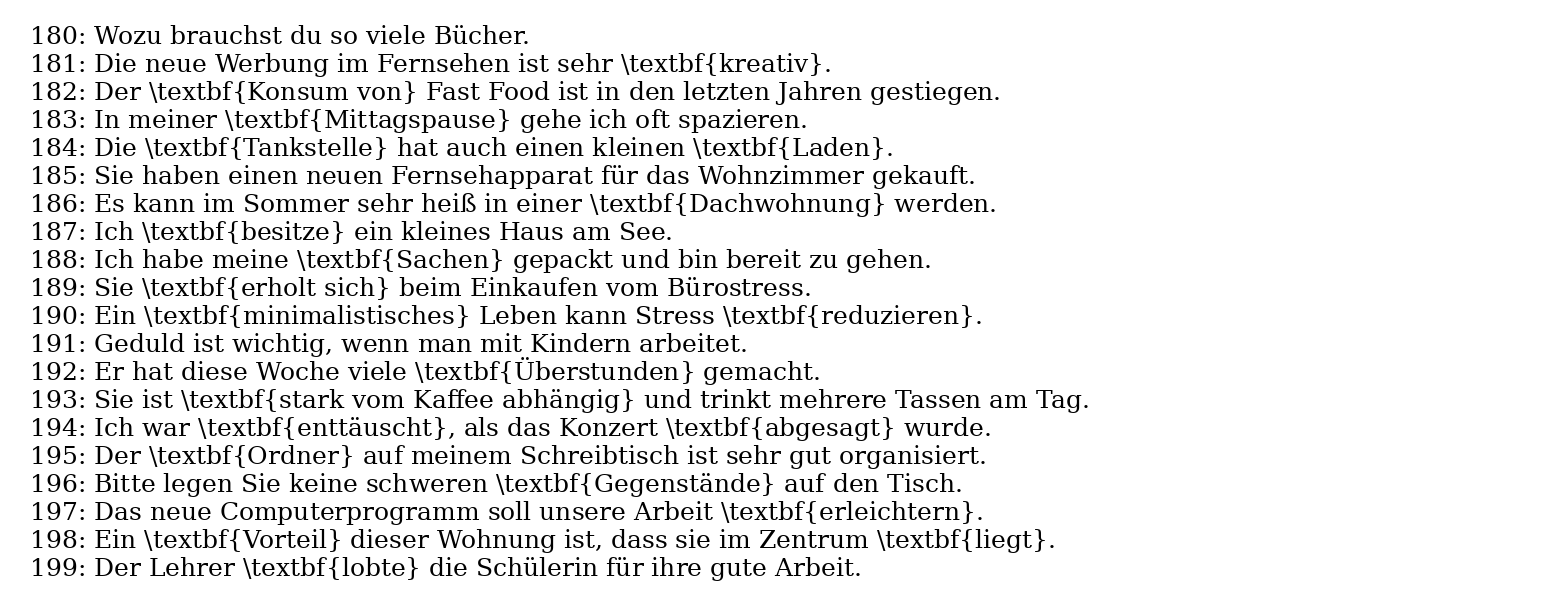 180: Wozu brauchst du so viele Bücher.
181: Die neue Werbung im Fernsehen ist sehr \textbf{kreativ}.
182: Der \textbf{Konsum von} Fast Food ist in den letzten Jahren gestiegen.
183: In meiner \textbf{Mittagspause} gehe ich oft spazieren.
184: Die \textbf{Tankstelle} hat auch einen kleinen \textbf{Laden}.
185: Sie haben einen neuen Fernsehapparat für das Wohnzimmer gekauft.
186: Es kann im Sommer sehr heiß in einer \textbf{Dachwohnung} werden.
187: Ich \textbf{besitze} ein kleines Haus am See.
188: Ich habe meine \textbf{Sachen} gepackt und bin bereit zu gehen.
189: Sie \textbf{erholt sich} beim Einkaufen vom Bürostress.
190: Ein \textbf{minimalistisches} Leben kann Stress \textbf{reduzieren}.
191: Geduld ist wichtig, wenn man mit Kindern arbeitet.
192: Er hat diese Woche viele \textbf{Überstunden} gemacht.
193: Sie ist \textbf{stark vom Kaffee abhängig} und trinkt mehrere Tassen am Tag.
194: Ich war \textbf{enttäuscht}, als das Konzert \textbf{abgesagt} wurde.
195: Der \textbf{Ordner} auf meinem Schreibtisch ist sehr gut organisiert.
196: Bitte legen Sie keine schweren \textbf{Gegenstände} auf den Tisch.
197: Das neue Computerprogramm soll unsere Arbeit \textbf{erleichtern}.
198: Ein \textbf{Vorteil} dieser Wohnung ist, dass sie im Zentrum \textbf{liegt}.
199: Der Lehrer \textbf{lobte} die Schülerin für ihre gute Arbeit.